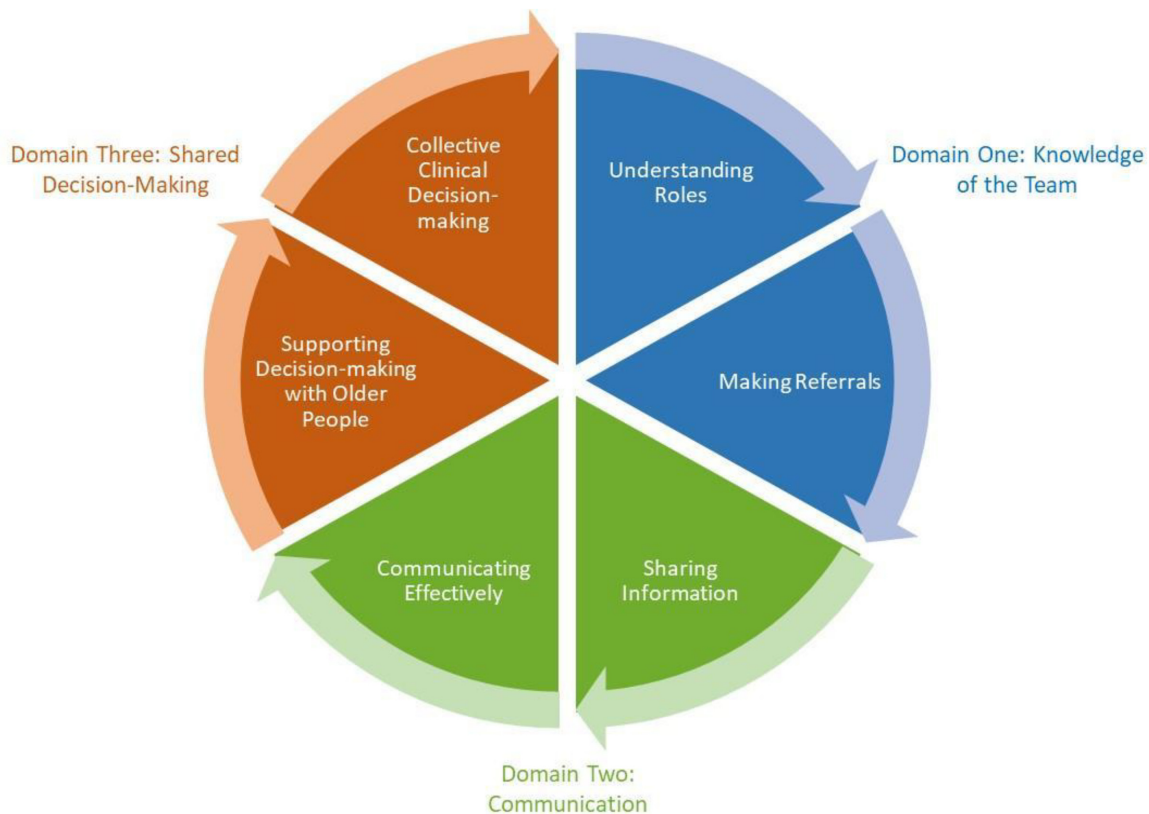 Collective
Clinical
Decision-
making
Understanding
Roles
Domain Three: Shared
Decision-Making
Domain One: Knowledge
of the Team
Supporting
Decision-making
with Older
People
Making Referrals
Communicating
Effectively
Sharing
Information
Domain Two:
Communication